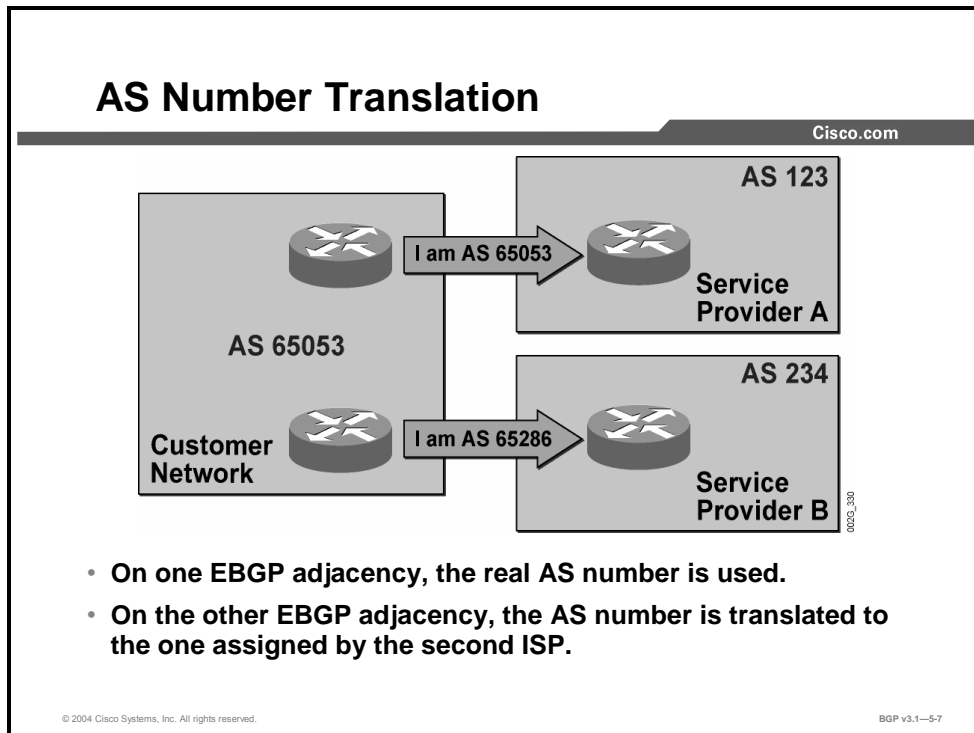 AS Number Translation
Cisco.com
AS 123
I am AS 65053
Service
Provider A
AS 65053
AS 234
I am AS 65286
Customer
Network
Service
Provider B
002G_330
• On one EBGP adjacency, the real AS number is used.
• On the other EBGP adjacency, the AS number is translated to
the one assigned by the second ISP.
© 2004 Cisco Systems, Inc. All rights reserved.
BGP v3.1—5-7